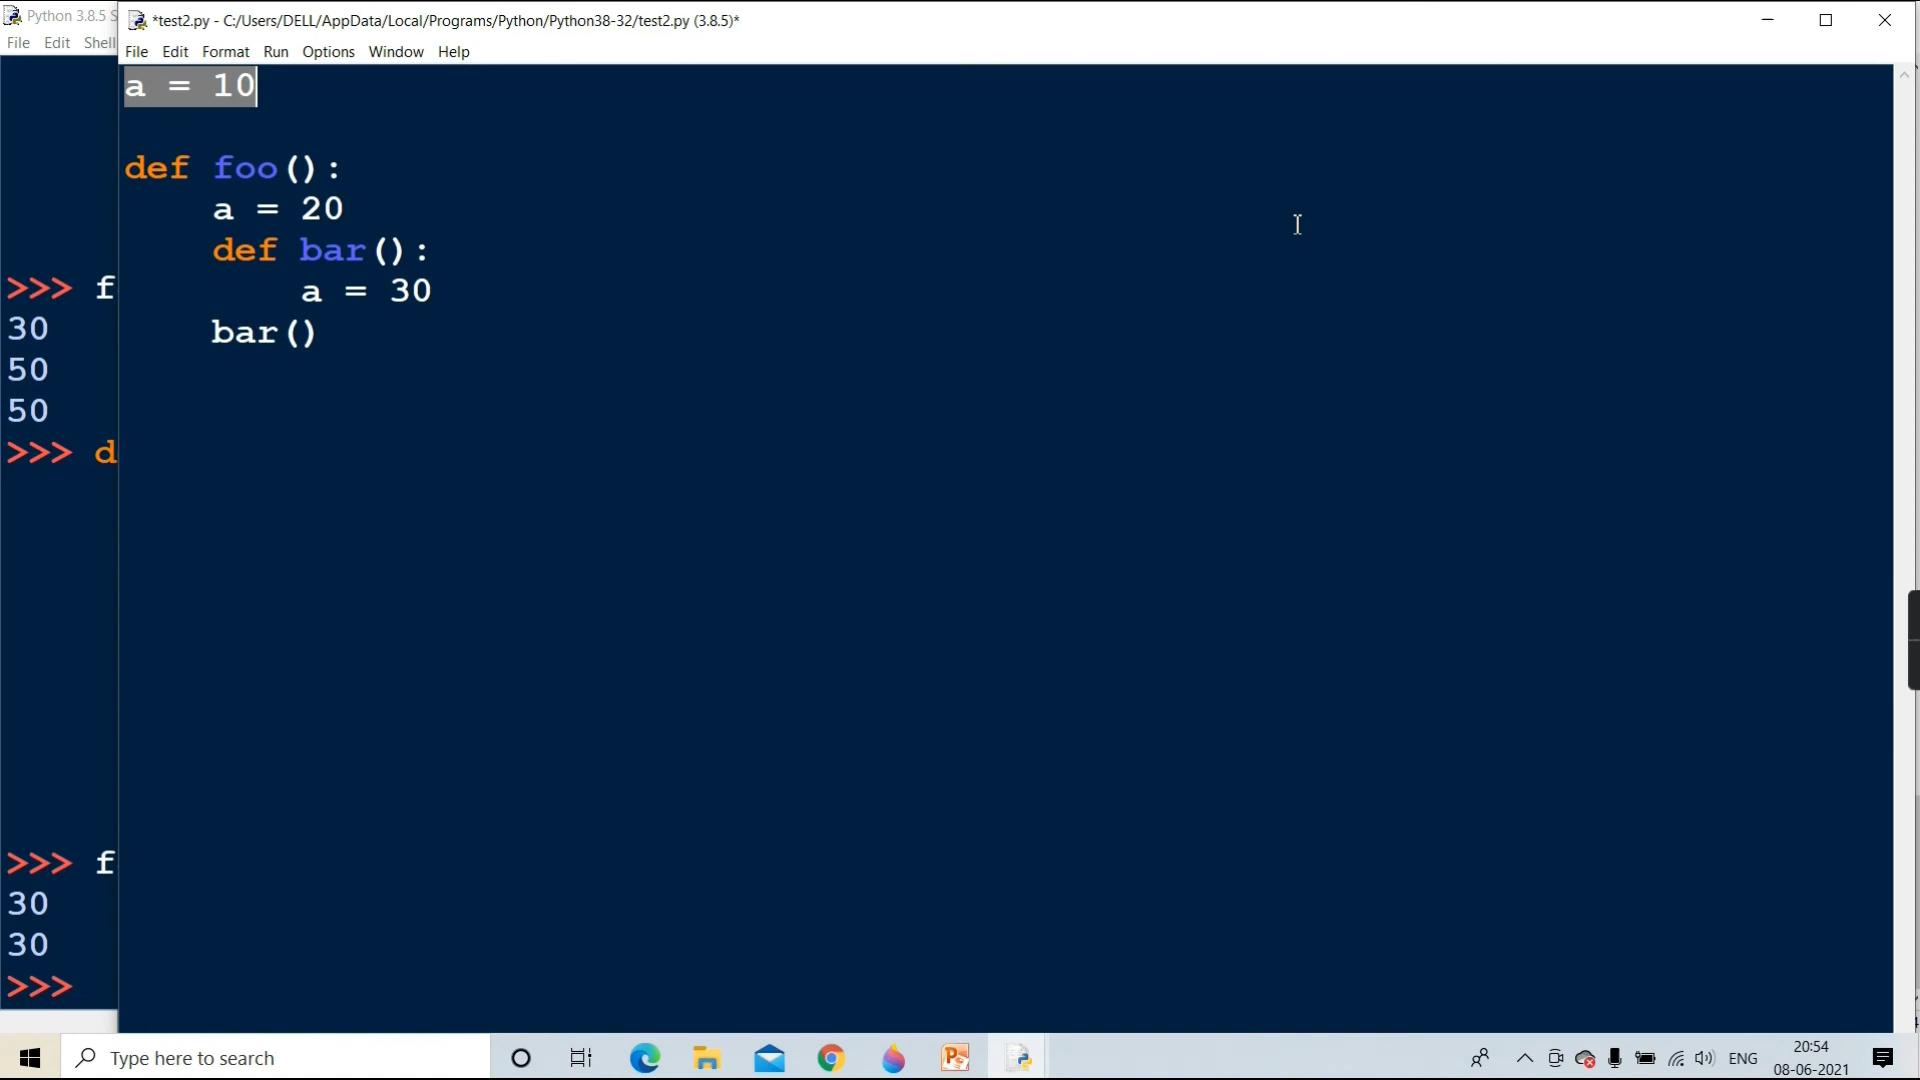 Python 3.8.5 S
File Edit Shell
*test2.py - C:/Users/DELL/AppData/Local/Programs/Python/Python38-32/test2.py (3.8.5)*
File Edit Format Run Options Window Help
a = 10
def foo():
    a = 20
    def bar():
        a = 30
    bar()
>>> f
30
50
50
>>> d
>>> f
30
30
>>>
Type here to search
ENG
20:54
08-06-2021